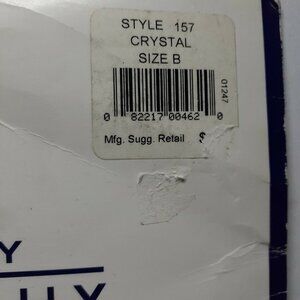 STYLE 157
CRYSTAL
SIZE B
01247
0 82217 00462 0
Mfg. Sugg. Retail $
Y